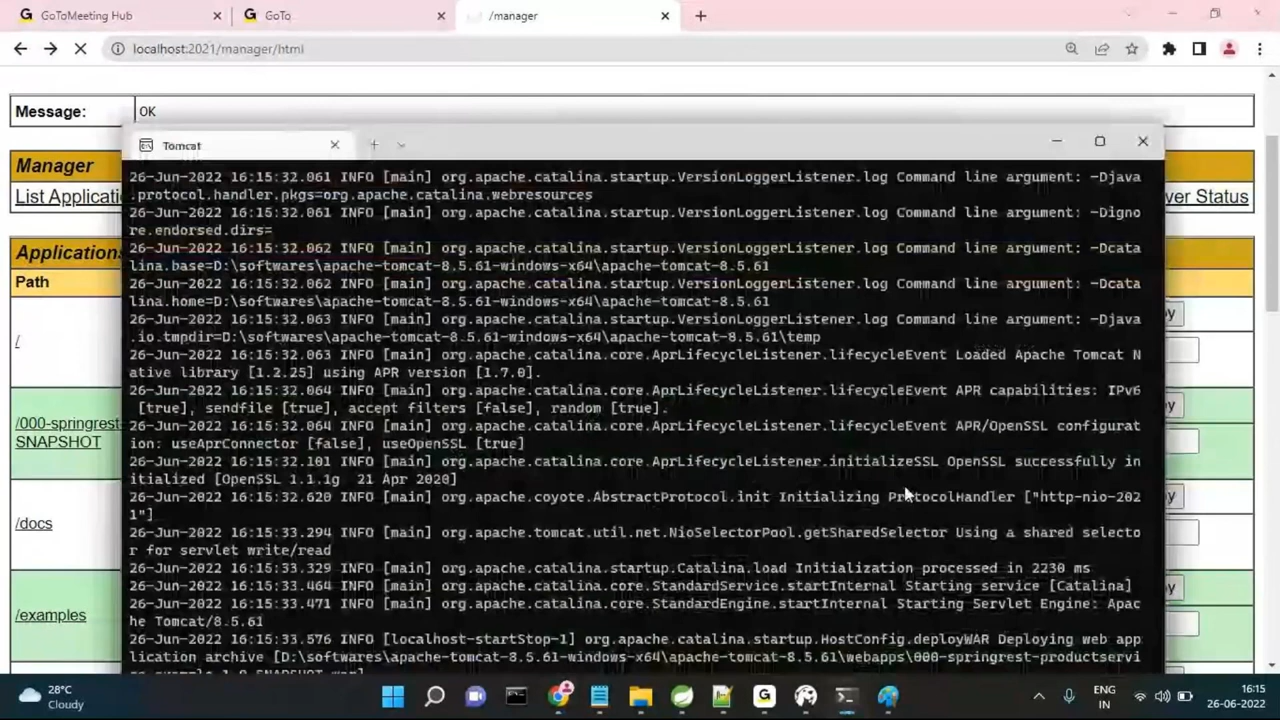 GoToMeeting Hub
GoTo
/manager
localhost:2021/manager/html
Message:
OK
Manager
List Applicati
ver Status
Applications
Path
/
/000-springrest-
SNAPSHOT
/docs
/examples
Tomcat
26-Jun-2022 16:15:32.061 INFO [main] org.apache.catalina.startup.VersionLoggerListener.log Command line argument: -Djava
.protocol.handler.pkgs=org.apache.catalina.webresources
26-Jun-2022 16:15:32.061 INFO [main] org.apache.catalina.startup.VersionLoggerListener.log Command line argument: -Digno
re.endorsed.dirs=
26-Jun-2022 16:15:32.062 INFO [main] org.apache.catalina.startup.VersionLoggerListener.log Command line argument: -Dcata
lina.base=D:\softwares\apache-tomcat-8.5.61-windows-x64\apache-tomcat-8.5.61
26-Jun-2022 16:15:32.062 INFO [main] org.apache.catalina.startup.VersionLoggerListener.log Command line argument: -Dcata
lina.home=D:\softwares\apache-tomcat-8.5.61-windows-x64\apache-tomcat-8.5.61
26-Jun-2022 16:15:32.063 INFO [main] org.apache.catalina.startup.VersionLoggerListener.log Command line argument: -Djava
.io.tmpdir=D:\softwares\apache-tomcat-8.5.61-windows-x64\apache-tomcat-8.5.61\temp
26-Jun-2022 16:15:32.063 INFO [main] org.apache.catalina.core.AprLifecycleListener.lifecycleEvent Loaded Apache Tomcat N
ative library [1.2.25] using APR version [1.7.0].
26-Jun-2022 16:15:32.064 INFO [main] org.apache.catalina.core.AprLifecycleListener.lifecycleEvent APR capabilities: IPv6
[true], sendfile [true], accept filters [false], random [true].
26-Jun-2022 16:15:32.064 INFO [main] org.apache.catalina.core.AprLifecycleListener.lifecycleEvent APR/OpenSSL configurat
ion: useAprConnector [false], useOpenSSL [true]
26-Jun-2022 16:15:32.101 INFO [main] org.apache.catalina.core.AprLifecycleListener.initializeSSL OpenSSL successfully in
itialized [OpenSSL 1.1.1g  21 Apr 2020]
26-Jun-2022 16:15:32.620 INFO [main] org.apache.coyote.AbstractProtocol.init Initializing ProtocolHandler ["http-nio-202
1"]
26-Jun-2022 16:15:33.294 INFO [main] org.apache.tomcat.util.net.NioSelectorPool.getSharedSelector Using a shared selecto
r for servlet write/read
26-Jun-2022 16:15:33.329 INFO [main] org.apache.catalina.startup.Catalina.load Initialization processed in 2230 ms
26-Jun-2022 16:15:33.464 INFO [main] org.apache.catalina.core.StandardService.startInternal Starting service [Catalina]
26-Jun-2022 16:15:33.471 INFO [main] org.apache.catalina.core.StandardEngine.startInternal Starting Servlet Engine: Apac
he Tomcat/8.5.61
26-Jun-2022 16:15:33.576 INFO [localhost-startStop-1] org.apache.catalina.startup.HostConfig.deployWAR Deploying web app
lication archive [D:\softwares\apache-tomcat-8.5.61-windows-x64\apache-tomcat-8.5.61\webapps\000-springrest-productservi
28°C
Cloudy
ENG
IN
16:15
26-06-2022